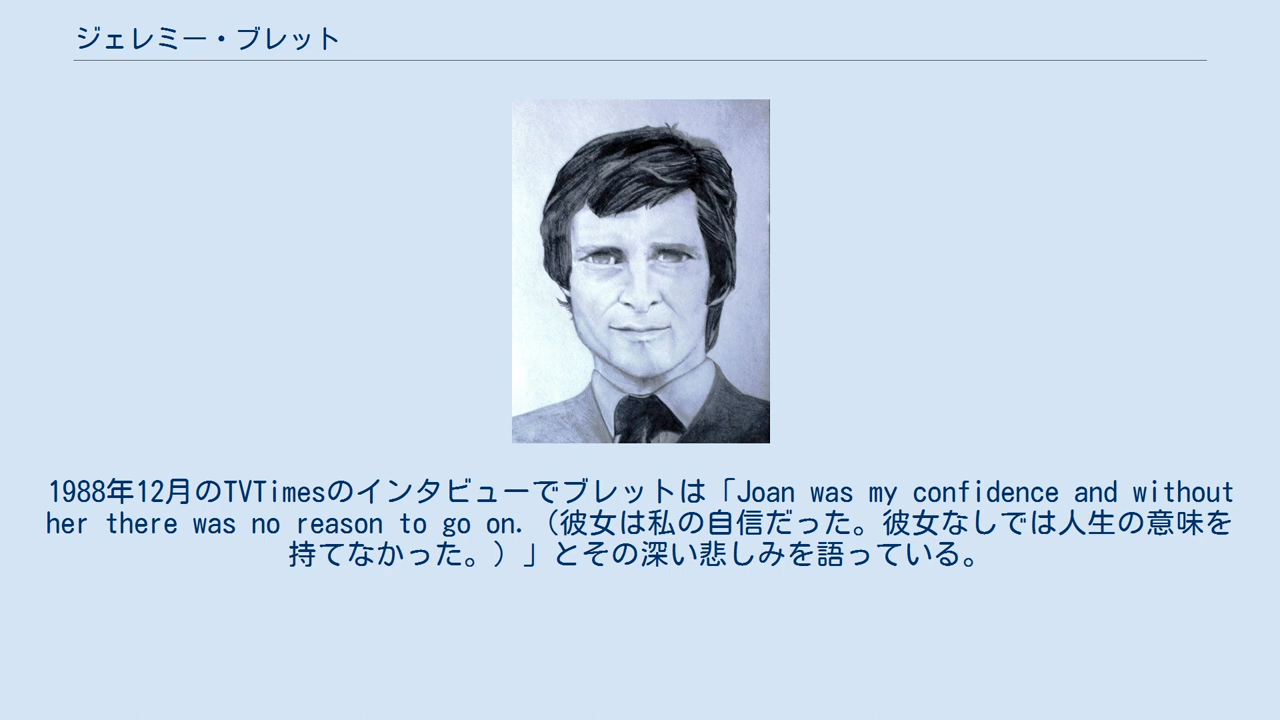 ジェレミー・ブレット
1988年12月のTVTimesのインタビューでブレットは「Joan was my confidence and without
her there was no reason to go on. （彼女は私の自信だった。彼女なしでは人生の意味を
持てなかった。）」とその深い悲しみを語っている。